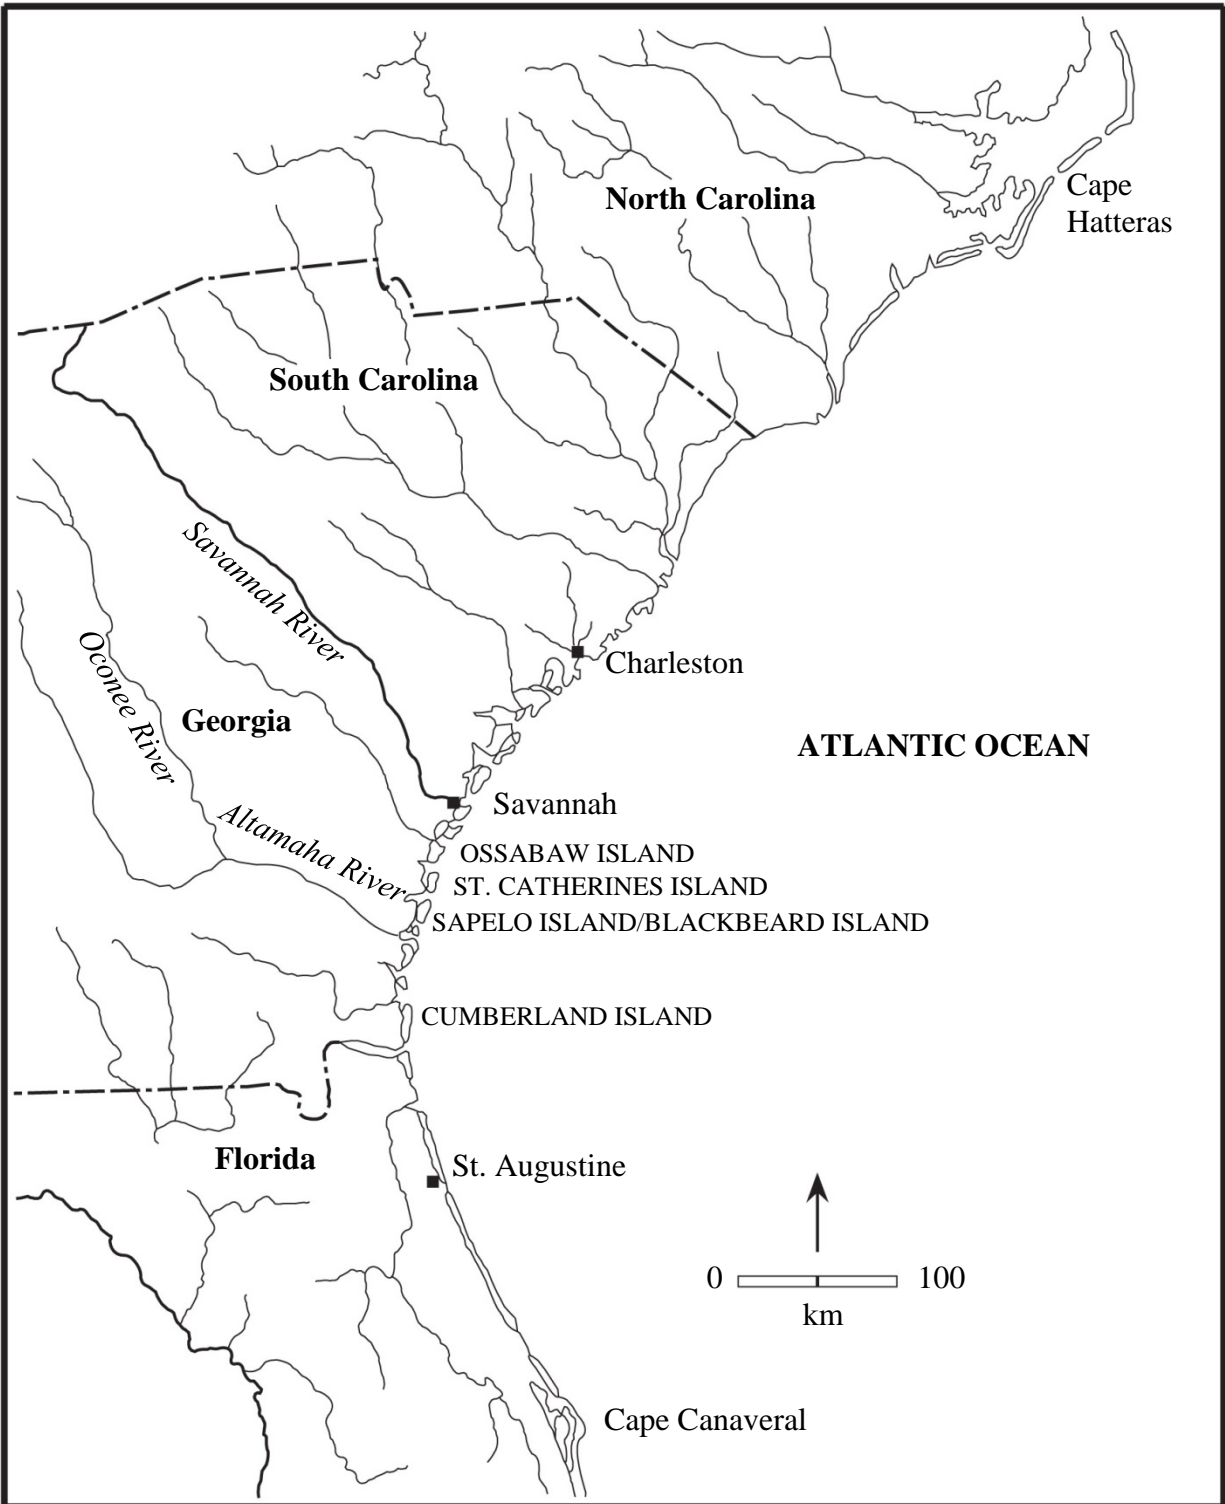 North Carolina
Cape
Hatteras
South Carolina
Savannah River
Oconee River
Charleston
Georgia
ATLANTIC OCEAN
Savannah
Altamaha River
OSSABAW ISLAND
ST. CATHERINES ISLAND
SAPELO ISLAND/BLACKBEARD ISLAND
CUMBERLAND ISLAND
Florida
St. Augustine
0 100
km
Cape Canaveral